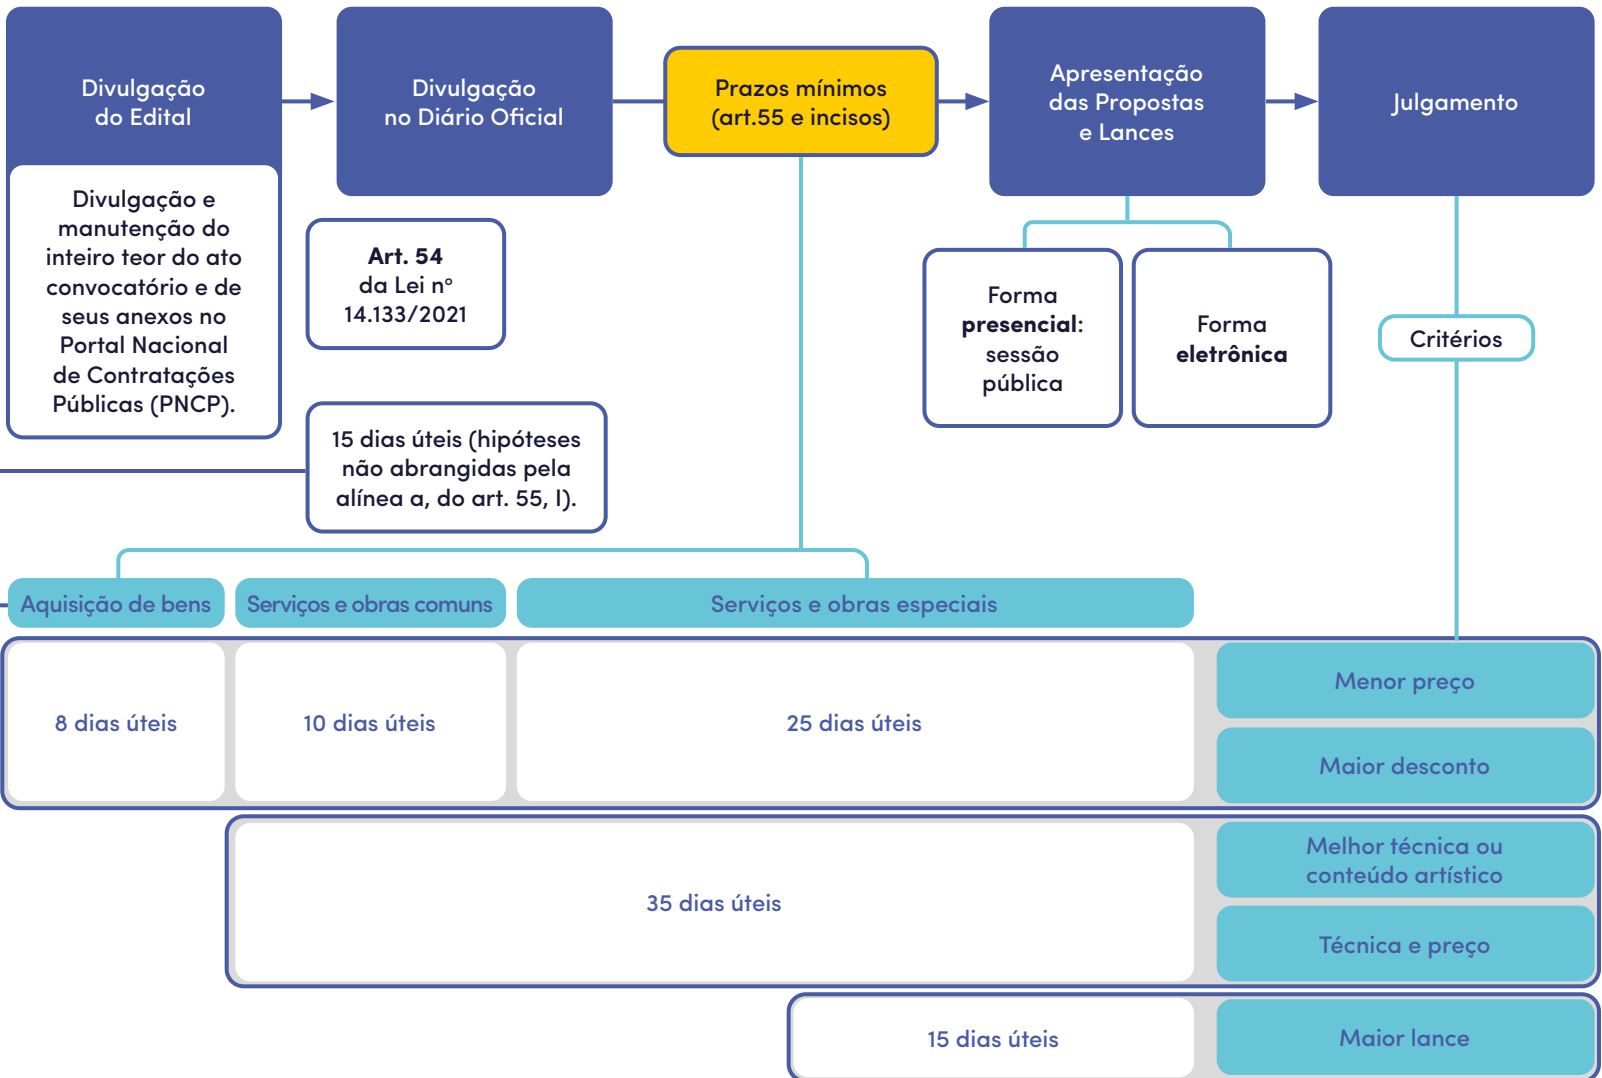 Divulgação
do Edital
Divulgação e
manutenção do
inteiro teor do ato
convocatório e de
seus anexos no
Portal Nacional
de Contratações
Públicas (PNCP).
Divulgação
no Diário Oficial
Art. 54
da Lei nº
14.133/2021
15 dias úteis (hipóteses
não abrangidas pela
alínea a, do art. 55, I).
Prazos mínimos
(art.55 e incisos)
Apresentação
das Propostas
e Lances
Forma
presencial:
sessão
pública
Forma
eletrônica
Julgamento
Critérios
Aquisição de bens
Serviços e obras comuns
Serviços e obras especiais
8 dias úteis
10 dias úteis
25 dias úteis
Menor preço
Maior desconto
35 dias úteis
Melhor técnica ou
conteúdo artístico
Técnica e preço
15 dias úteis
Maior lance